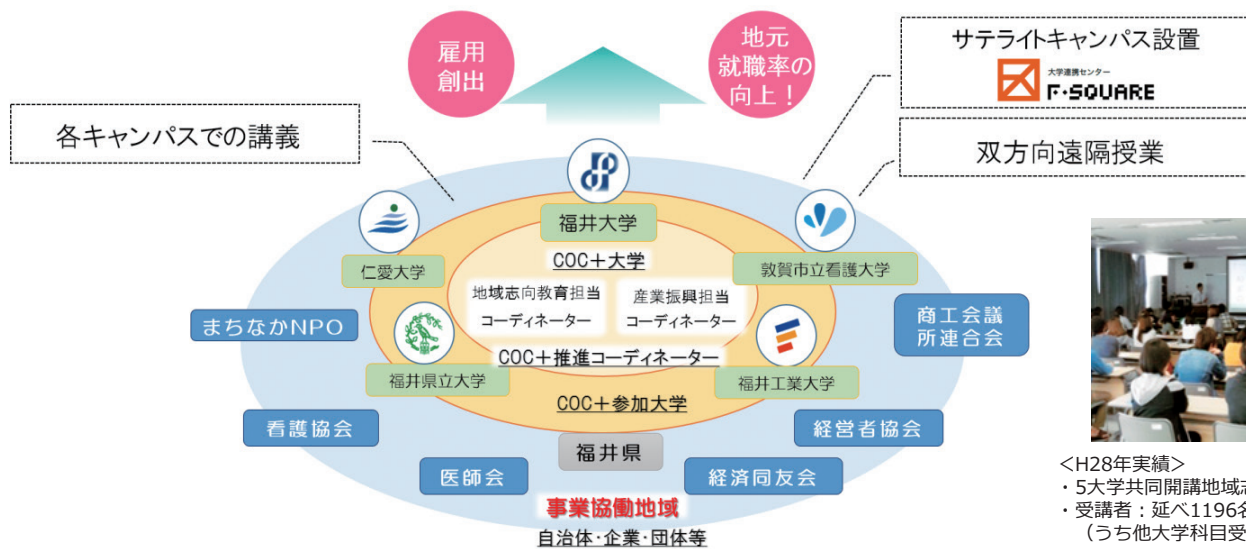 雇用
創出
地元
就職率の
向上！
サテライトキャンパス設置
大学連携センター
F・SQUARE
各キャンパスでの講義
双方向遠隔授業
福井大学
仁愛大学
COC＋大学
敦賀市立看護大学
地域志向教育担当
コーディネーター
産業振興担当
コーディネーター
まちなかNPO
商工会議
所連合会
COC＋推進コーディネーター
福井県立大学
福井工業大学
COC＋参加大学
看護協会
経営者協会
福井県
医師会
経済同友会
事業協働地域
自治体・企業・団体等
＜H28年実績＞
・5大学共同開講地域志
・受講者：延べ1196名
（うち他大学科目受